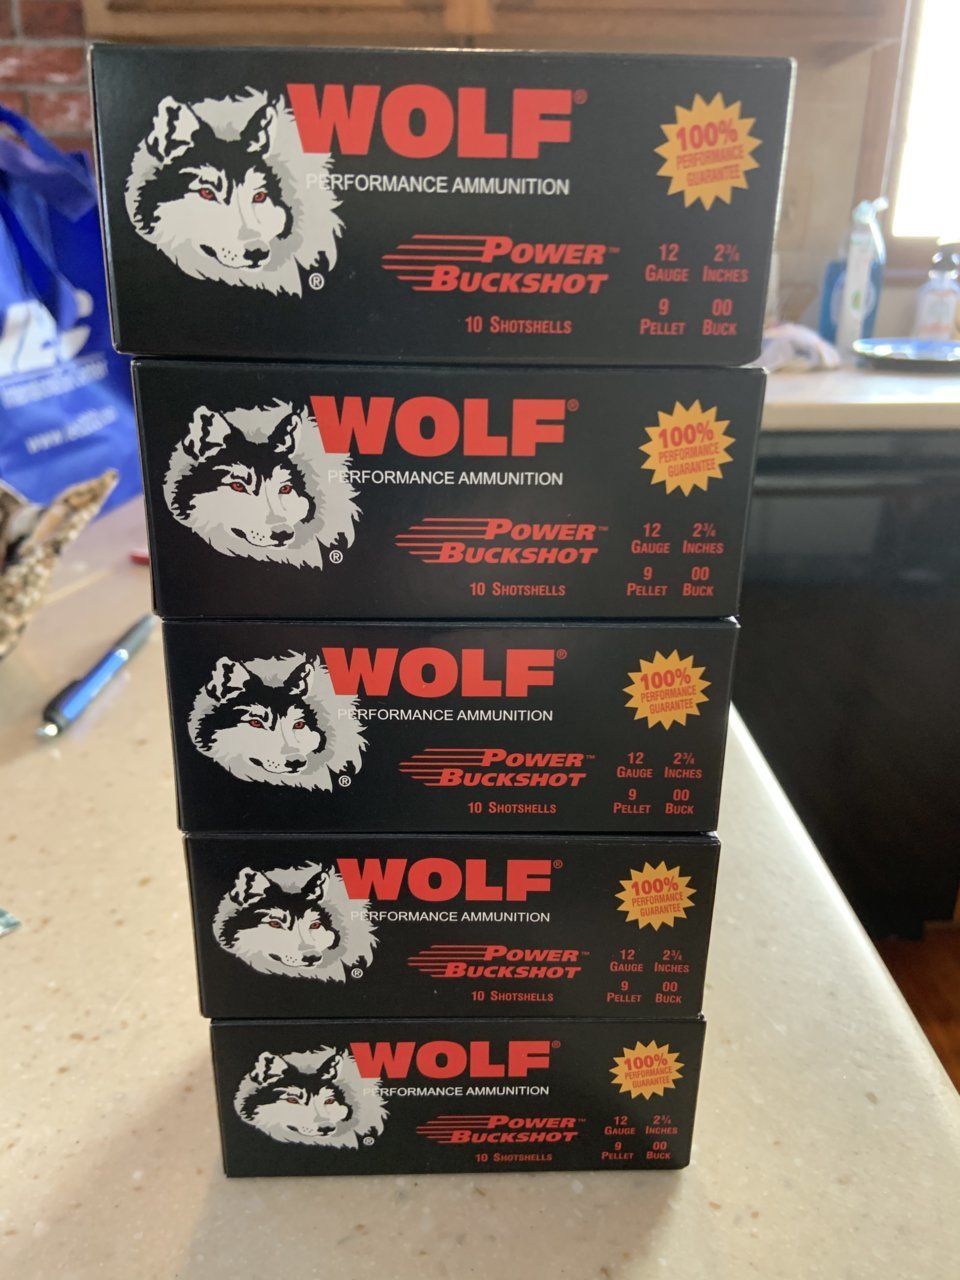 WOLF®
PERFORMANCE AMMUNITION
100%
PERFORMANCE
GUARANTEE
POWER™
BUCKSHOT
10 SHOTSHELLS
12 GAUGE
2¾ INCHES
9 PELLET
00 BUCK
®
WOLF®
PERFORMANCE AMMUNITION
100%
PERFORMANCE
GUARANTEE
POWER™
BUCKSHOT
10 SHOTSHELLS
12 GAUGE
2¾ INCHES
9 PELLET
00 BUCK
®
WOLF®
PERFORMANCE AMMUNITION
100%
PERFORMANCE
GUARANTEE
POWER™
BUCKSHOT
10 SHOTSHELLS
12 GAUGE
2¾ INCHES
9 PELLET
00 BUCK
®
WOLF®
PERFORMANCE AMMUNITION
100%
PERFORMANCE
GUARANTEE
POWER™
BUCKSHOT
10 SHOTSHELLS
12 GAUGE
2¾ INCHES
9 PELLET
00 BUCK
®
WOLF®
PERFORMANCE AMMUNITION
100%
PERFORMANCE
GUARANTEE
POWER™
BUCKSHOT
10 SHOTSHELLS
12 GAUGE
2¾ INCHES
9 PELLET
00 BUCK
®